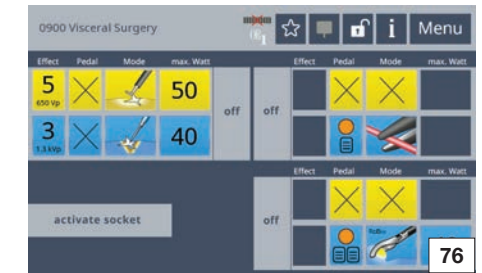 0900 Visceral Surgery
i Menu
Effect Pedal Mode max. Watt
5
650 Vp
50
3
1.3 kVp
40
off
Effect Pedal Mode max. Watt
off
activate socket
Effect Pedal Mode max. Watt
off
76